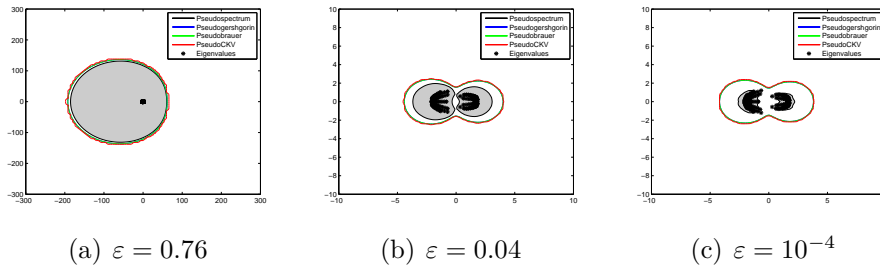 300
200
100
0
−100
−200
−300
−300 −200 −100 0 100 200 300
Pseudospectrum
Pseudogershgorin
Pseudobrauer
PseudoCKV
Eigenvalues
(a) ε = 0.76
10
8
6
4
2
0
−2
−4
−6
−8
−10
−10 −5 0 5 10
Pseudospectrum
Pseudogershgorin
Pseudobrauer
PseudoCKV
Eigenvalues
(b) ε = 0.04
10
8
6
4
2
0
−2
−4
−6
−8
−10
−10 −5 0 5
Pseudospectrum
Pseudogershgorin
Pseudobrauer
PseudoCKV
Eigenvalues
(c) ε = 10⁻⁴